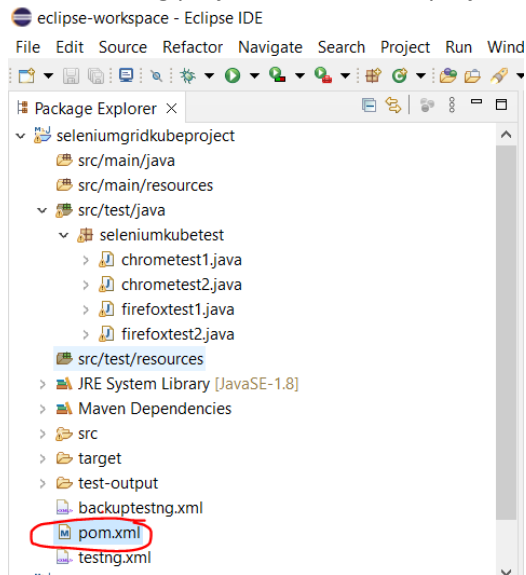 eclipse-workspace - Eclipse IDE
File Edit Source Refactor Navigate Search Project Run Wind
Package Explorer
seleniumgridkubeproject
src/main/java
src/main/resources
src/test/java
seleniumkubetest
chrometest1.java
chrometest2.java
firefoxtest1.java
firefoxtest2.java
src/test/resources
JRE System Library [JavaSE-1.8]
Maven Dependencies
src
target
test-output
backuptestng.xml
pom.xml
testng.xml